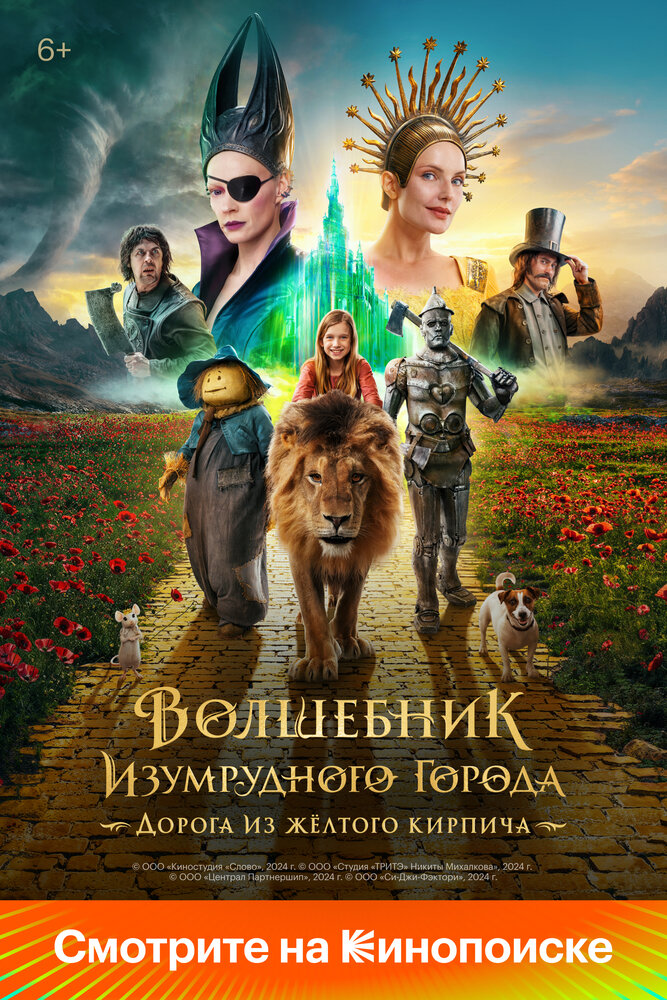 6+
Волшебник
Изумрудного Города
Дорога из жёлтого кирпича
© ООО «Киностудия «Слово», 2024 г. © ООО «Студия «ТРИТЭ» Никиты Михалкова», 2024 г.
© ООО «Централ Партнершип», 2024 г. © ООО «Си-Джи-Фэктори», 2024 г.
Смотрите на Кинопоиске